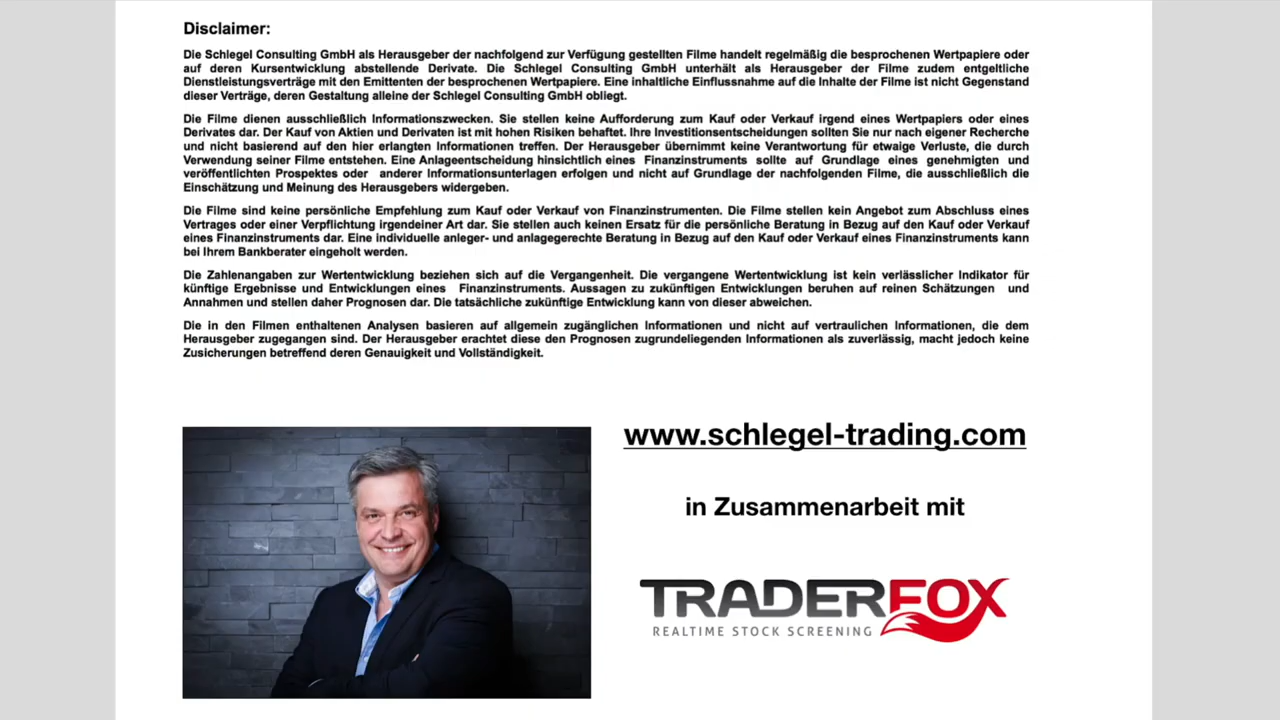 Disclaimer:
Die Schlegel Consulting GmbH als Herausgeber der nachfolgend zur Verfügung gestellten Filme handelt regelmäßig die besprochenen Wertpapiere oder
auf deren Kursentwicklung abstellende Derivate. Die Schlegel Consulting GmbH unterhält als Herausgeber der Filme zudem entgeltliche
Dienstleistungsverträge mit den Emittenten der besprochenen Wertpapiere. Eine inhaltliche Einflussnahme auf die Inhalte der Filme ist nicht Gegenstand
dieser Verträge, deren Gestaltung alleine der Schlegel Consulting GmbH obliegt.
Die Filme dienen ausschließlich Informationszwecken. Sie stellen keine Aufforderung zum Kauf oder Verkauf irgend eines Wertpapiers oder eines
Derivates dar. Der Kauf von Aktien und Derivaten ist mit hohen Risiken behaftet. Ihre Investitionsentscheidungen sollten Sie nur nach eigener Recherche
und nicht basierend auf den hier erlangten Informationen treffen. Der Herausgeber übernimmt keine Verantwortung für etwaige Verluste, die durch
Verwendung seiner Filme entstehen. Eine Anlageentscheidung hinsichtlich eines Finanzinstruments sollte auf Grundlage eines genehmigten und
veröffentlichten Prospektes oder anderer Informationsunterlagen erfolgen und nicht auf Grundlage der nachfolgenden Filme, die ausschließlich die
Einschätzung und Meinung des Herausgebers widergeben.
Die Filme sind keine persönliche Empfehlung zum Kauf oder Verkauf von Finanzinstrumenten. Die Filme stellen kein Angebot zum Abschluss eines
Vertrages oder einer Verpflichtung irgendeiner Art dar. Sie stellen auch keinen Ersatz für die persönliche Beratung in Bezug auf den Kauf oder Verkauf
eines Finanzinstruments dar. Eine individuelle anleger- und anlagegerechte Beratung in Bezug auf den Kauf oder Verkauf eines Finanzinstruments kann
bei Ihrem Bankberater eingeholt werden.
Die Zahlenangaben zur Wertentwicklung beziehen sich auf die Vergangenheit. Die vergangene Wertentwicklung ist kein verlässlicher Indikator für
künftige Ergebnisse und Entwicklungen eines Finanzinstruments. Aussagen zu zukünftigen Entwicklungen beruhen auf reinen Schätzungen und
Annahmen und stellen daher Prognosen dar. Die tatsächliche zukünftige Entwicklung kann von dieser abweichen.
Die in den Filmen enthaltenen Analysen basieren auf allgemein zugänglichen Informationen und nicht auf vertraulichen Informationen, die dem
Herausgeber zugegangen sind. Der Herausgeber erachtet diese den Prognosen zugrundeliegenden Informationen als zuverlässig, macht jedoch keine
Zusicherungen betreffend deren Genauigkeit und Vollständigkeit.
www.schlegel-trading.com
in Zusammenarbeit mit
TRADERFOX
REALTIME STOCK SCREENING